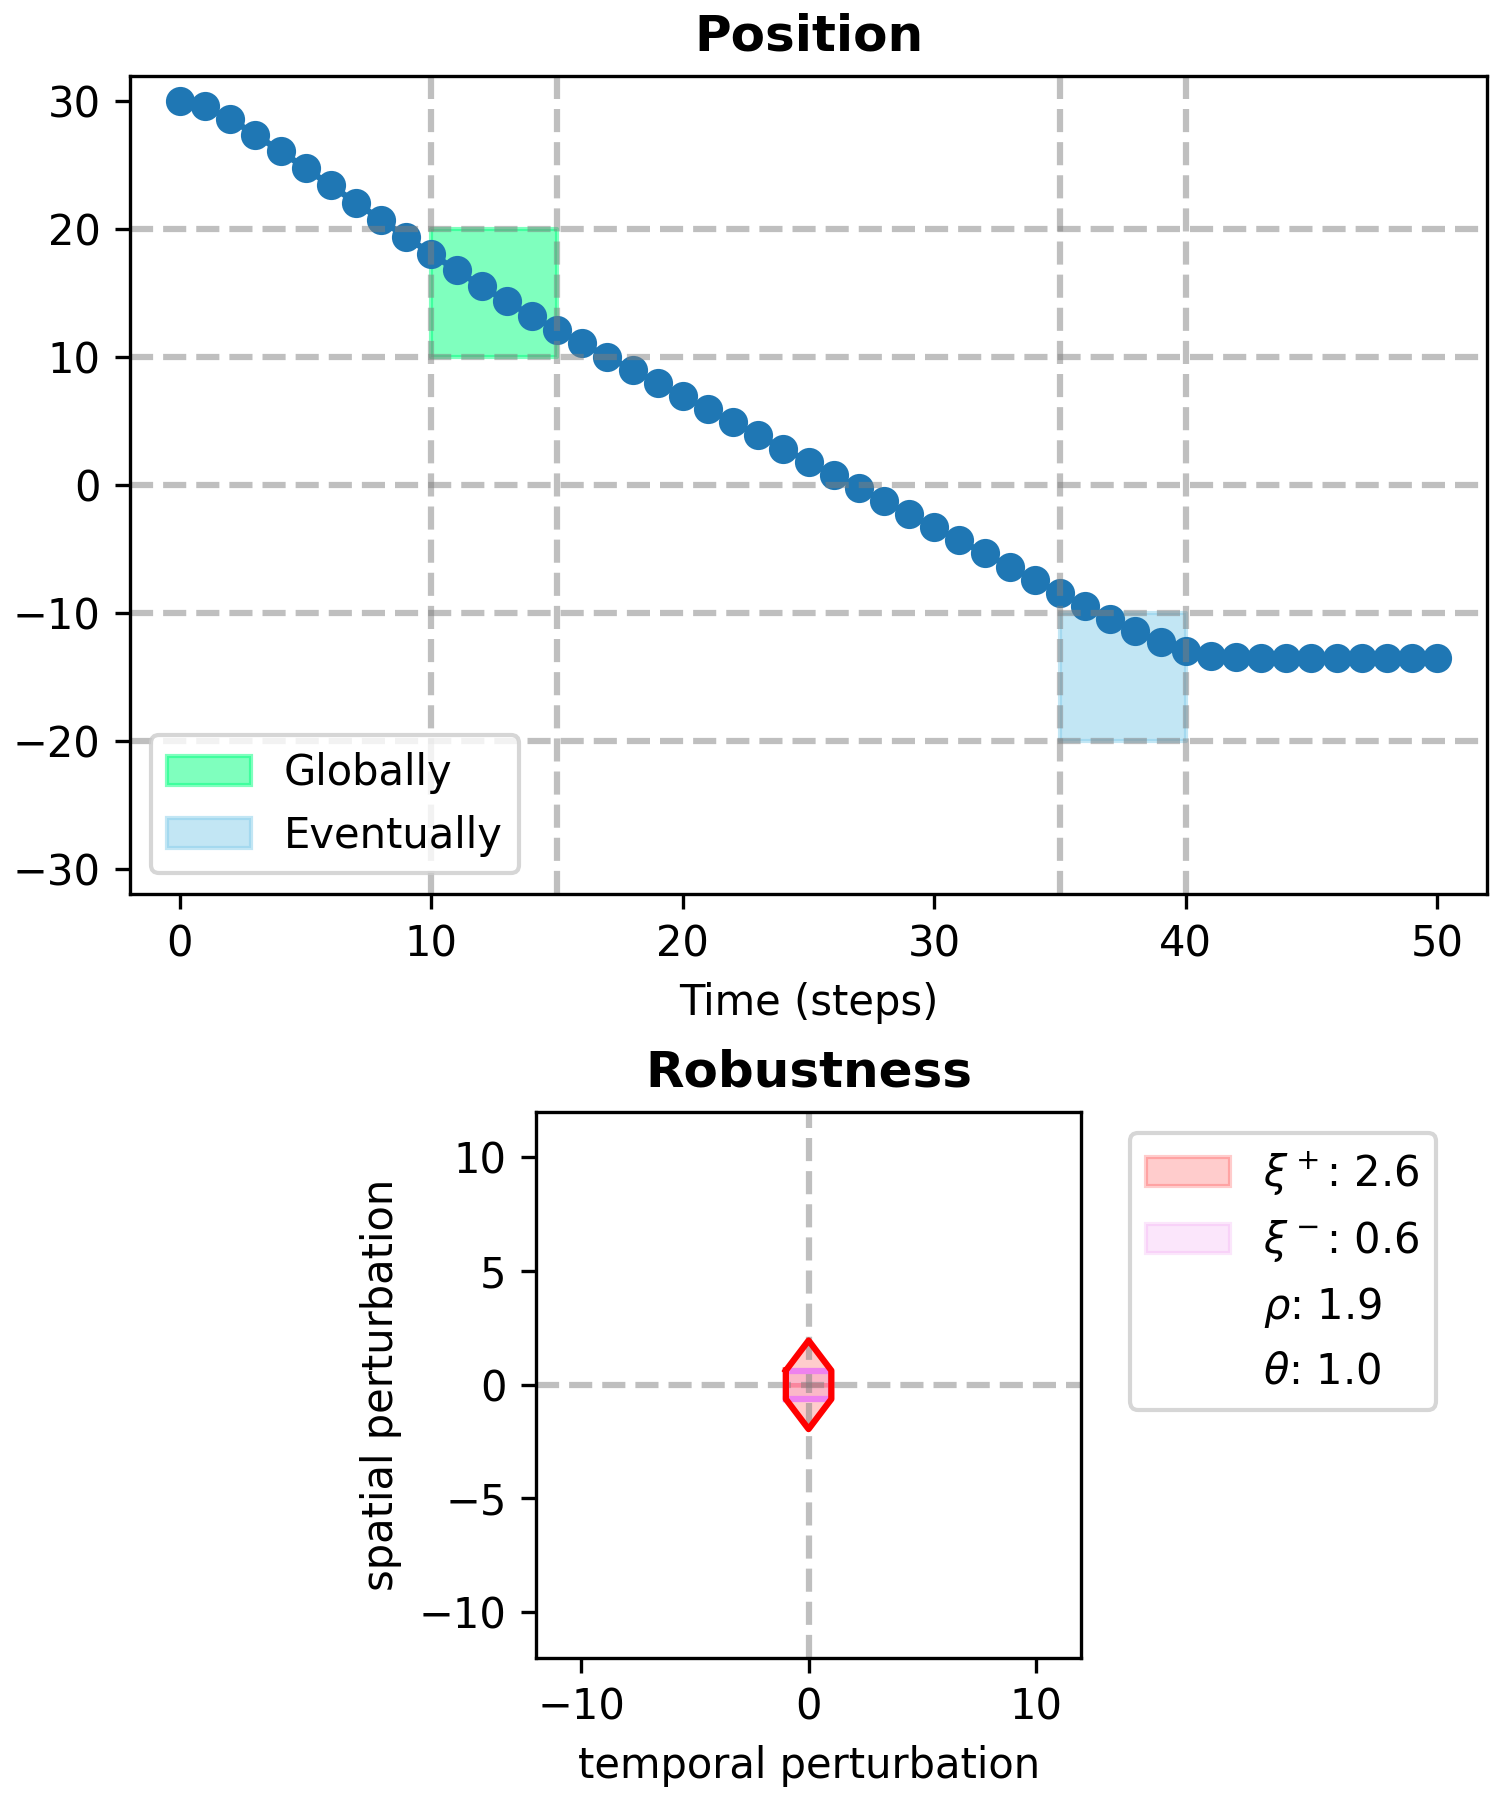 Position
30
20
10
0
−10
−20
−30
Globally
Eventually
0 10 20 30 40 50
Time (steps)
Robustness
10
5
0
−5
−10
spatial perturbation
−10 0 10
temporal perturbation
ξ⁺: 2.6
ξ⁻: 0.6
ρ: 1.9
θ: 1.0